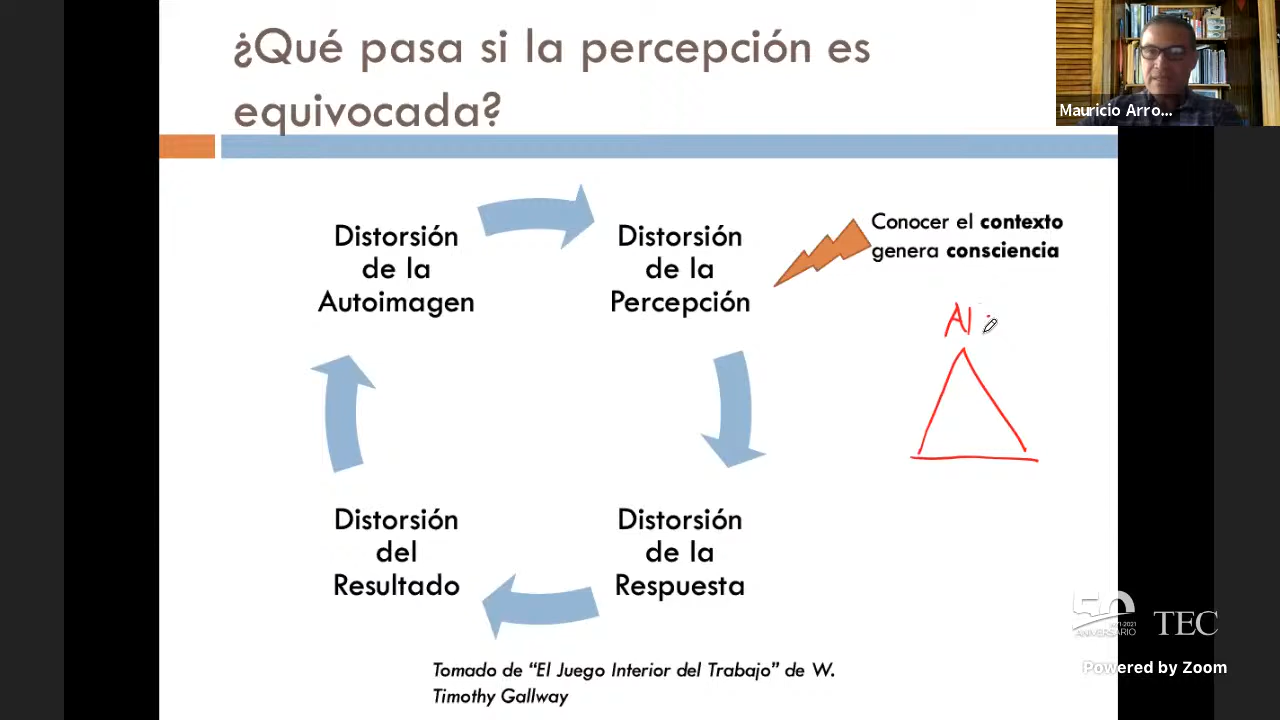 ¿Qué pasa si la percepción es
equivocada?
Mauricio Arro...
Distorsión
de la
Autoimagen
Distorsión
de la
Percepción
Conocer el contexto
genera consciencia
Distorsión
del
Resultado
Distorsión
de la
Respuesta
50
ANIVERSARIO
TEC
Powered by Zoom
Tomado de “El Juego Interior del Trabajo” de W.
Timothy Gallway